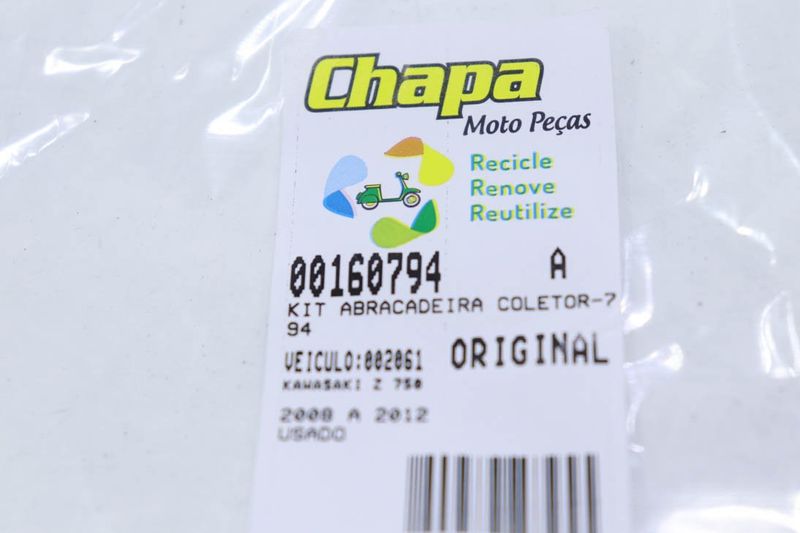 Chapa
Moto Peças
Recicle
Renove
Reutilize
00160794 A
KIT ABRACADEIRA COLETOR-7
94
VEICULO:002061 ORIGINAL
KAWASAKI Z 750
2008 A 2012
USADO